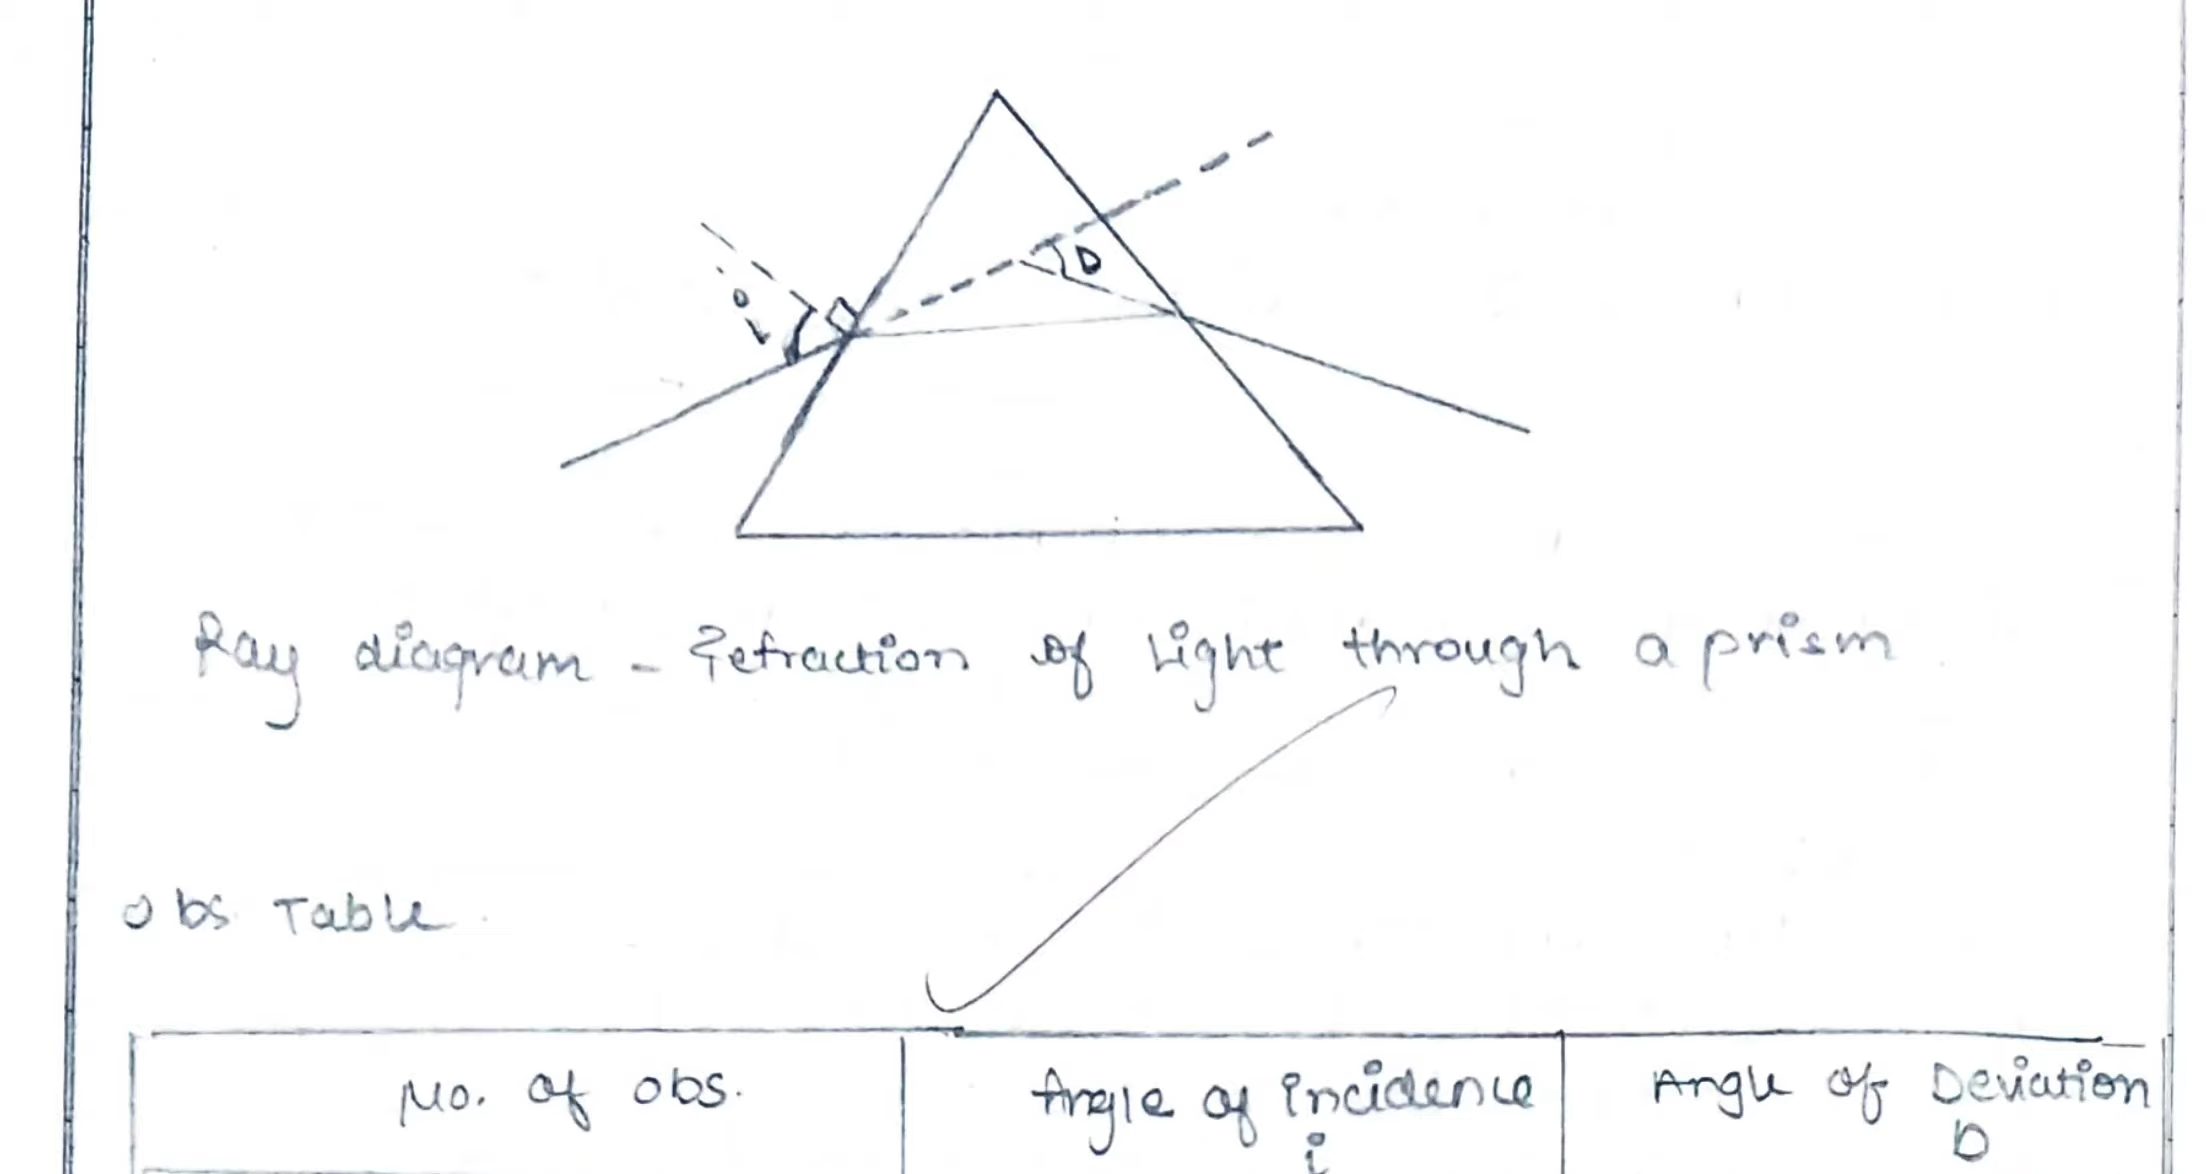 i
D
Ray diagram - Refraction of Light through a prism
Obs Table
No. of obs.
Angle of incidence
i
Angle of Deviation
D